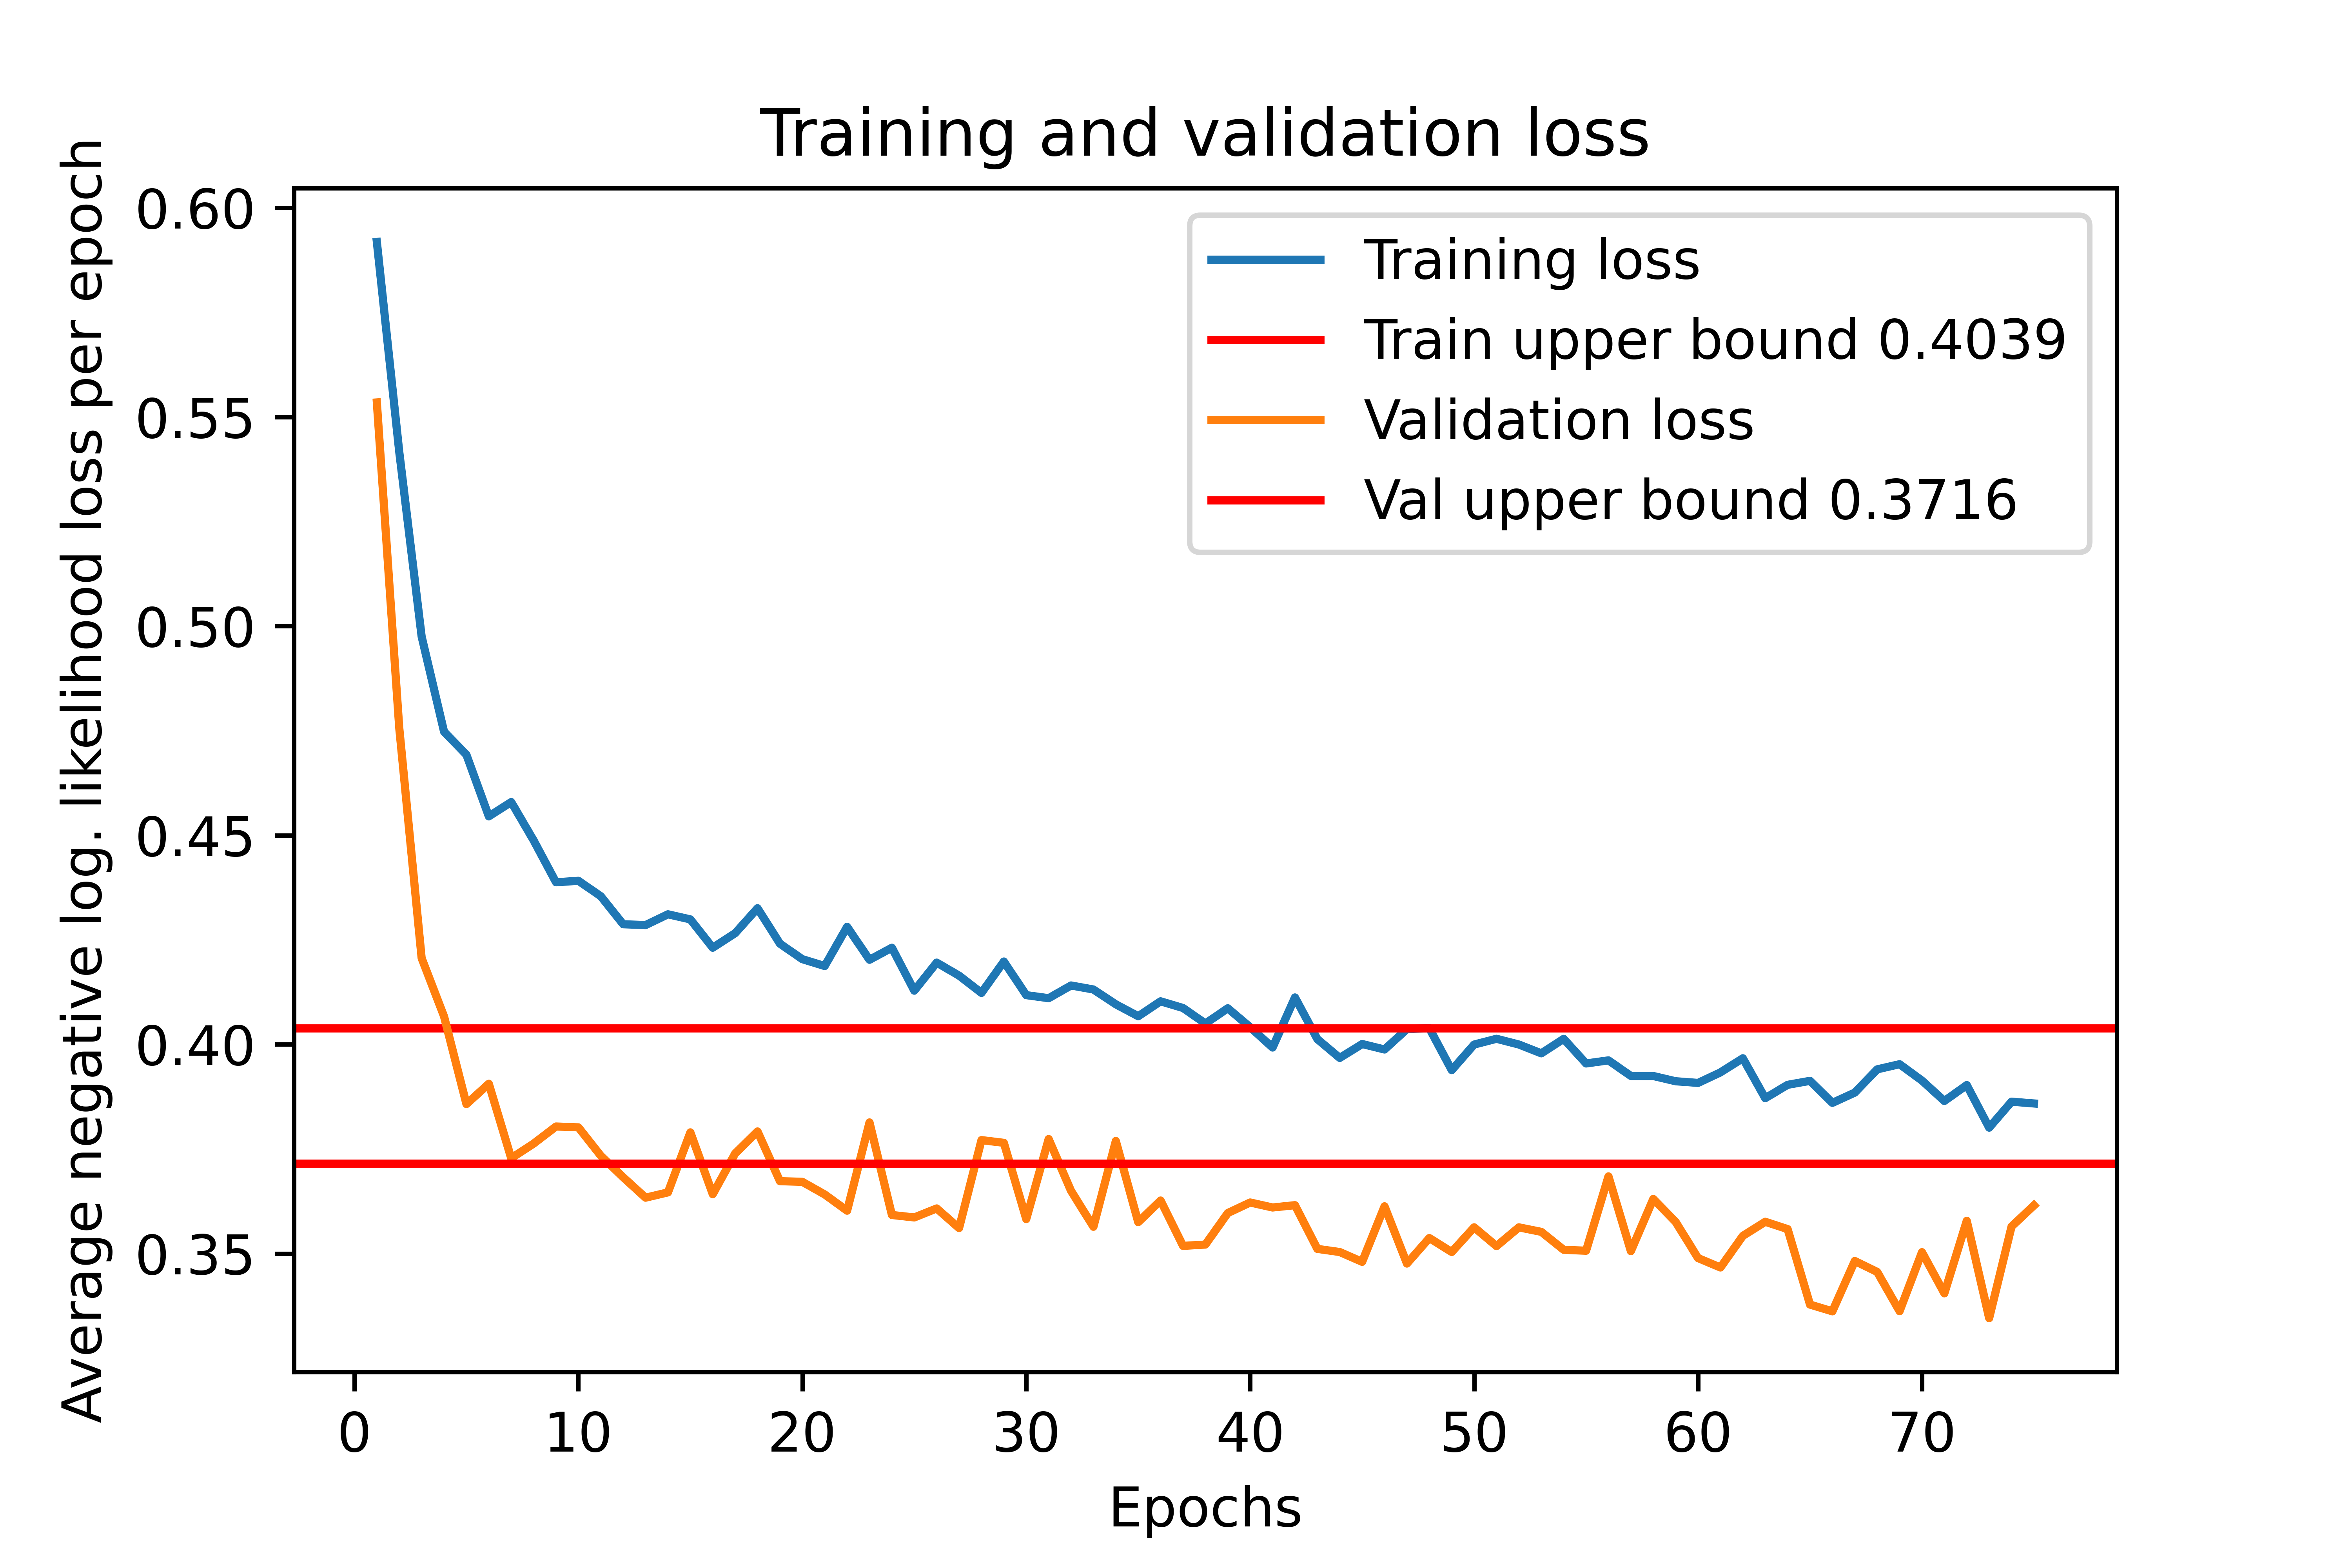 Training and validation loss
Average negative log. likelihood loss per epoch
0.60
0.55
0.50
0.45
0.40
0.35
Training loss
Train upper bound 0.4039
Validation loss
Val upper bound 0.3716
0 10 20 30 40 50 60 70
Epochs